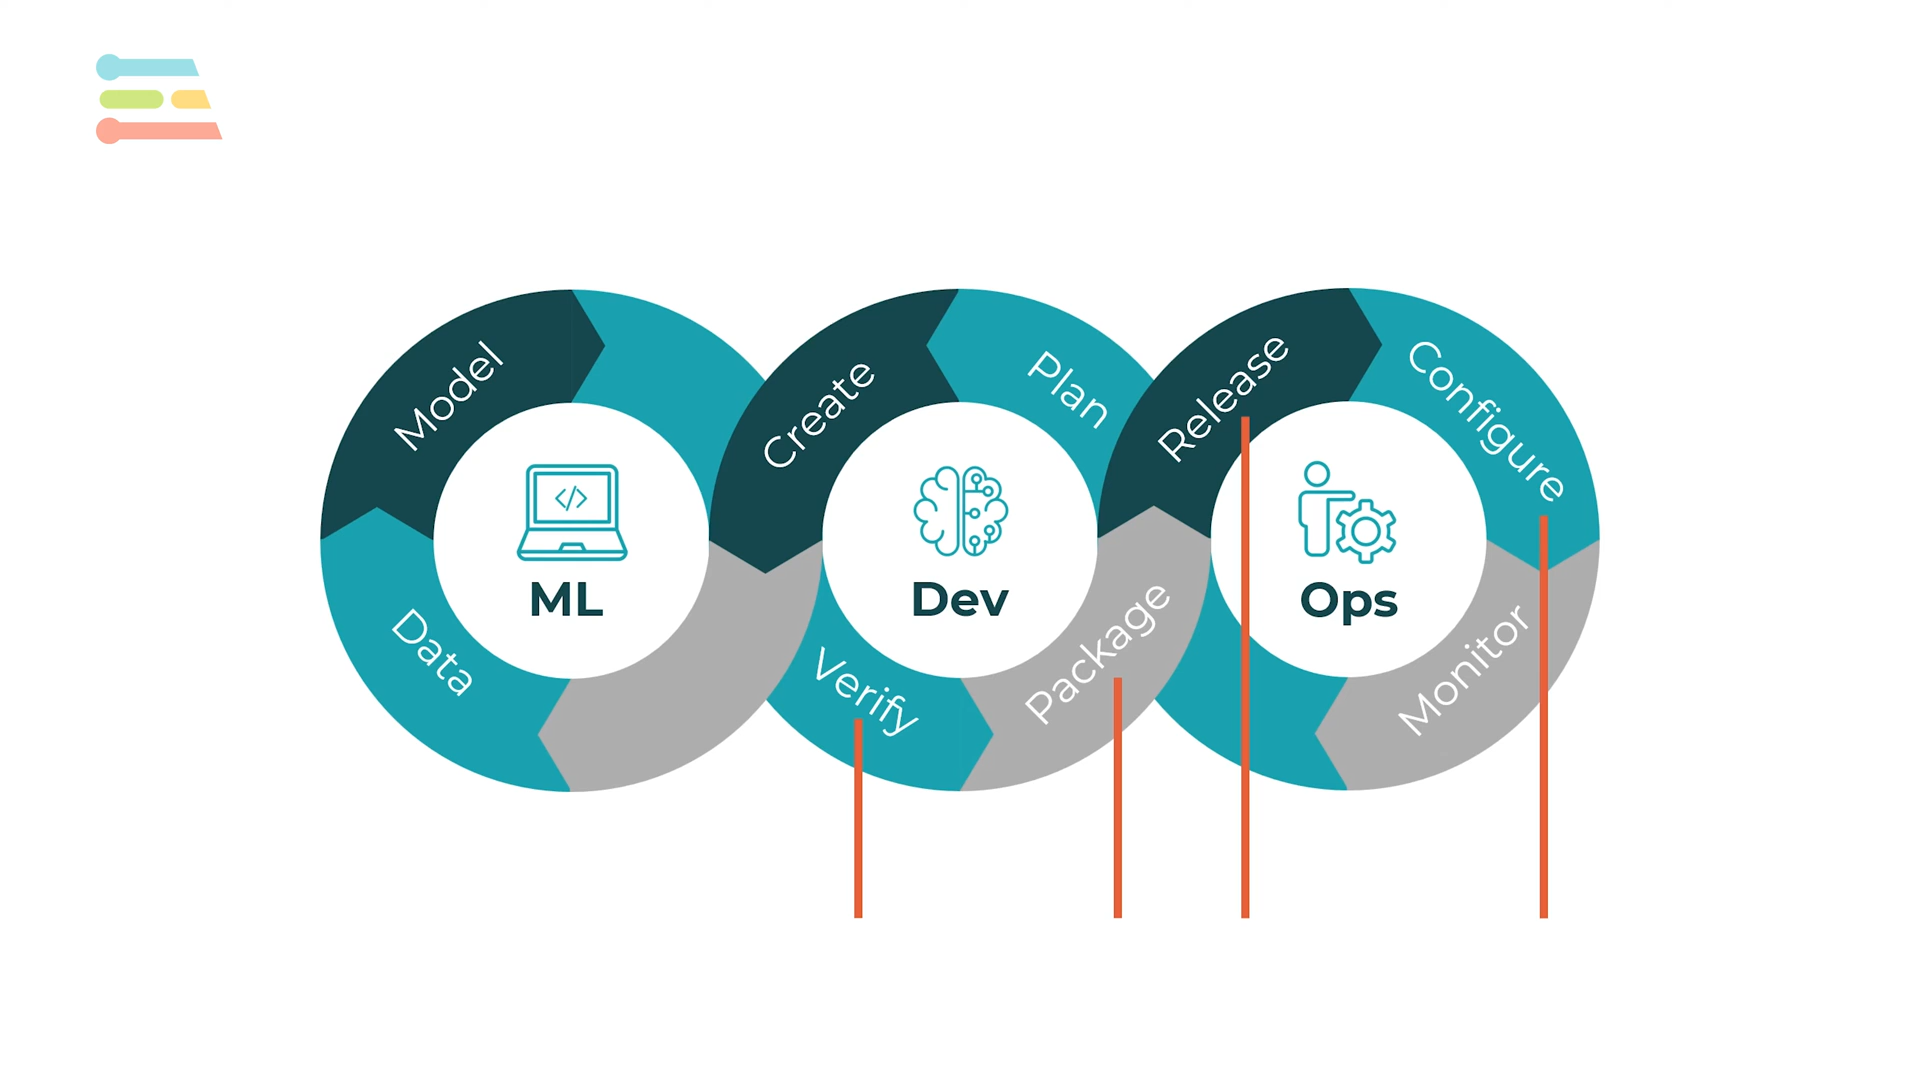 Model
Create
Plan
Release
Configure
ML
Dev
Ops
Data
Verify
Package
Monitor